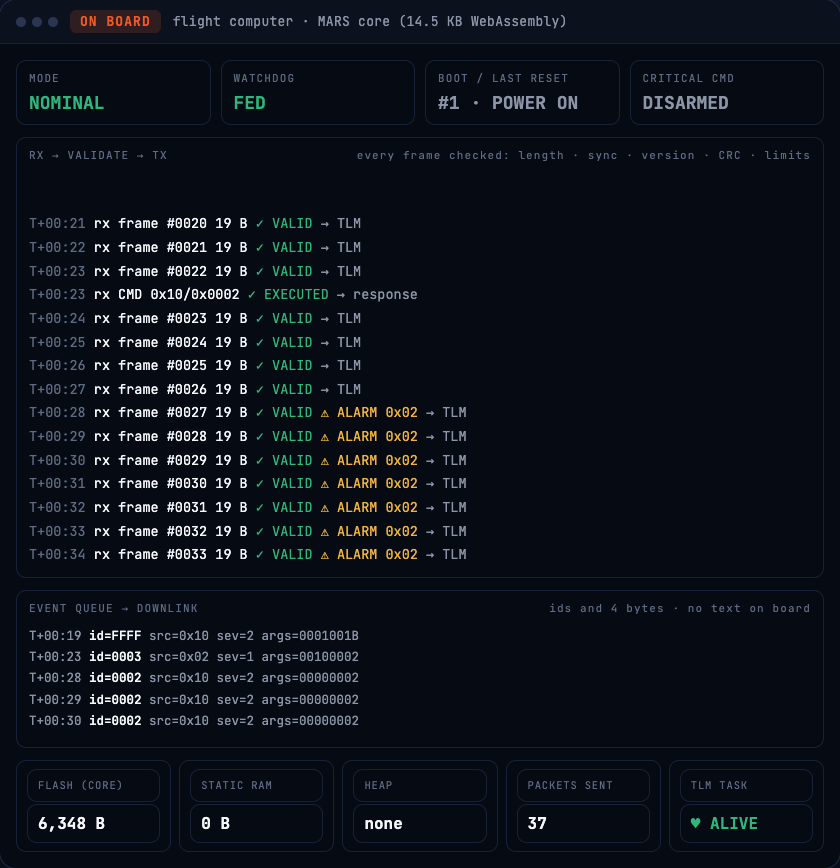 ON BOARD flight computer · MARS core (14.5 KB WebAssembly)
MODE
NOMINAL
WATCHDOG
FED
BOOT / LAST RESET
#1 · POWER ON
CRITICAL CMD
DISARMED
RX → VALIDATE → TX
every frame checked: length · sync · version · CRC · limits
T+00:21 rx frame #0020 19 B ✓ VALID → TLM
T+00:22 rx frame #0021 19 B ✓ VALID → TLM
T+00:23 rx frame #0022 19 B ✓ VALID → TLM
T+00:23 rx CMD 0x10/0x0002 ✓ EXECUTED → response
T+00:24 rx frame #0023 19 B ✓ VALID → TLM
T+00:25 rx frame #0024 19 B ✓ VALID → TLM
T+00:26 rx frame #0025 19 B ✓ VALID → TLM
T+00:27 rx frame #0026 19 B ✓ VALID → TLM
T+00:28 rx frame #0027 19 B ✓ VALID ⚠ ALARM 0x02 → TLM
T+00:29 rx frame #0028 19 B ✓ VALID ⚠ ALARM 0x02 → TLM
T+00:30 rx frame #0029 19 B ✓ VALID ⚠ ALARM 0x02 → TLM
T+00:31 rx frame #0030 19 B ✓ VALID ⚠ ALARM 0x02 → TLM
T+00:32 rx frame #0031 19 B ✓ VALID ⚠ ALARM 0x02 → TLM
T+00:33 rx frame #0032 19 B ✓ VALID ⚠ ALARM 0x02 → TLM
T+00:34 rx frame #0033 19 B ✓ VALID ⚠ ALARM 0x02 → TLM
EVENT QUEUE → DOWNLINK
ids and 4 bytes · no text on board
T+00:19 id=FFFF src=0x10 sev=2 args=0001001B
T+00:23 id=0003 src=0x02 sev=1 args=00100002
T+00:28 id=0002 src=0x10 sev=2 args=00000002
T+00:29 id=0002 src=0x10 sev=2 args=00000002
T+00:30 id=0002 src=0x10 sev=2 args=00000002
FLASH (CORE)
6,348 B
STATIC RAM
0 B
HEAP
none
PACKETS SENT
37
TLM TASK
♥ ALIVE